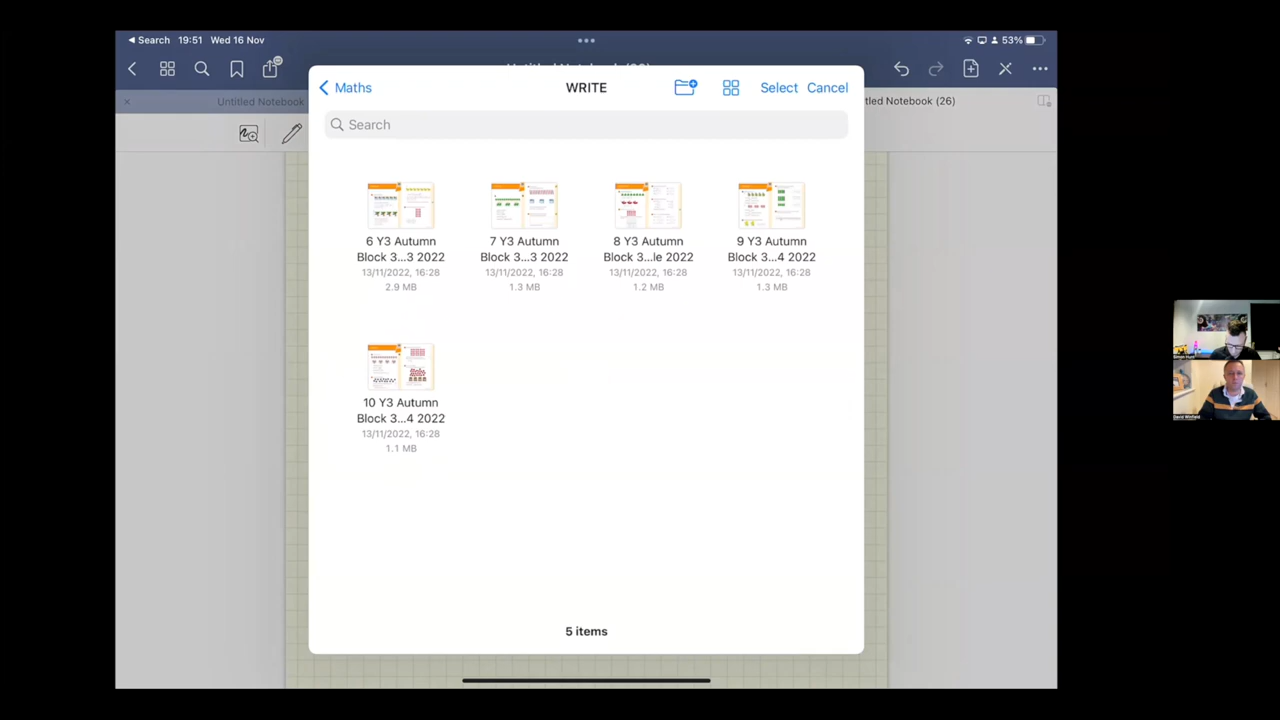 Search 19:51 Wed 16 Nov
53%
Untitled Notebook
tled Notebook (26)
Maths
WRITE
Select Cancel
Search
6 Y3 Autumn
Block 3...3 2022
13/11/2022, 16:28
2.9 MB
7 Y3 Autumn
Block 3...3 2022
13/11/2022, 16:28
1.3 MB
8 Y3 Autumn
Block 3...le 2022
13/11/2022, 16:28
1.2 MB
9 Y3 Autumn
Block 3...4 2022
13/11/2022, 16:28
1.3 MB
10 Y3 Autumn
Block 3...4 2022
13/11/2022, 16:28
1.1 MB
5 items
David Winfield